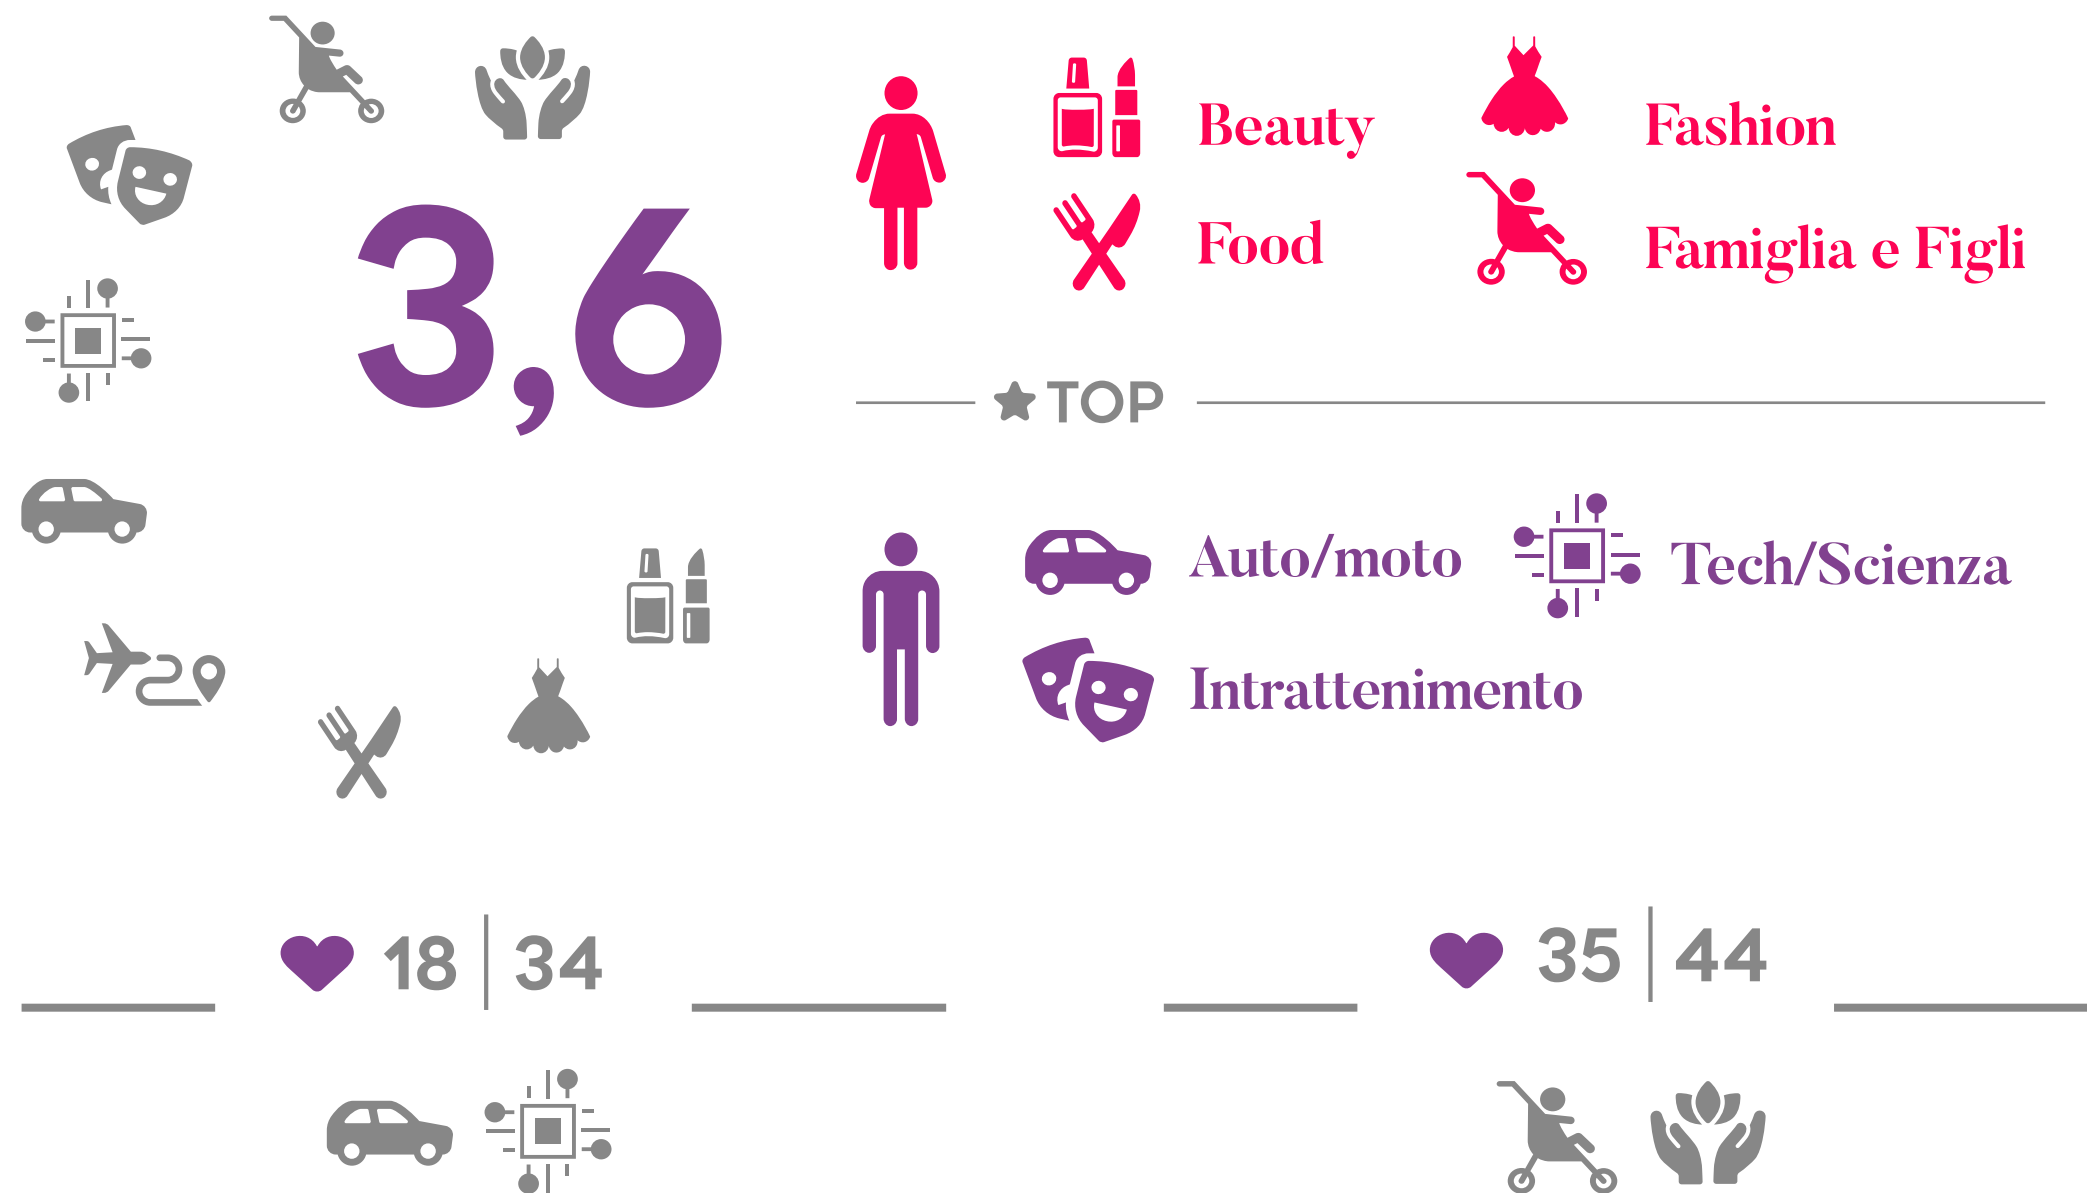 3,6
Beauty
Fashion
Food
Famiglia e Figli
TOP
Auto/moto
Tech/Scienza
Intrattenimento
18 | 34
35 | 44